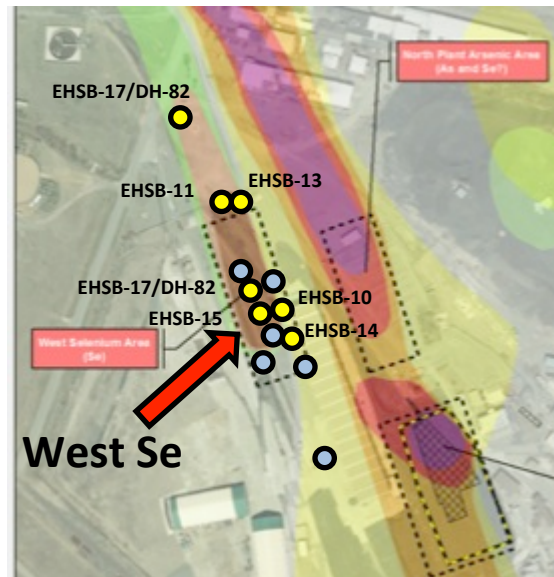 North Plant Arsenic Area
(As and Se?)
EHSB-17/DH-82
EHSB-11
EHSB-13
EHSB-17/DH-82
EHSB-10
EHSB-15
EHSB-14
West Selenium Area
(Se)
West Se